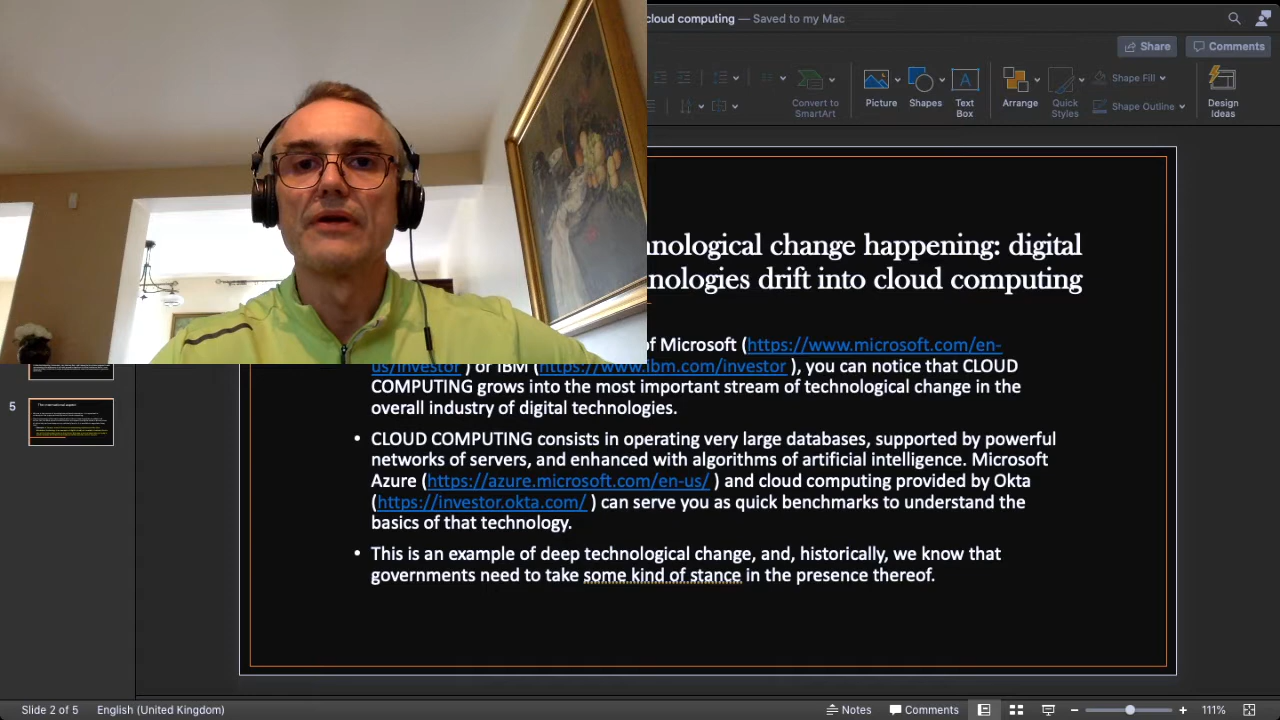 cloud computing — Saved to my Mac
Share
Comments
Convert to
SmartArt
Picture
Shapes
Text
Box
Arrange
Quick
Styles
Shape Fill
Shape Outline
Design
Ideas
change happening: digital
drift into cloud computing
of Microsoft (https://www.microsoft.com/en-
us/investor ) or IBM (https://www.ibm.com/investor ), you can notice that CLOUD
COMPUTING grows into the most important stream of technological change in the
overall industry of digital technologies.
• CLOUD COMPUTING consists in operating very large databases, supported by powerful
networks of servers, and enhanced with algorithms of artificial intelligence. Microsoft
Azure (https://azure.microsoft.com/en-us/ ) and cloud computing provided by Okta
(https://investor.okta.com/ ) can serve you as quick benchmarks to understand the
basics of that technology.
• This is an example of deep technological change, and, historically, we know that
governments need to take some kind of stance in the presence thereof.
5
Slide 2 of 5
English (United Kingdom)
Notes
Comments
111%